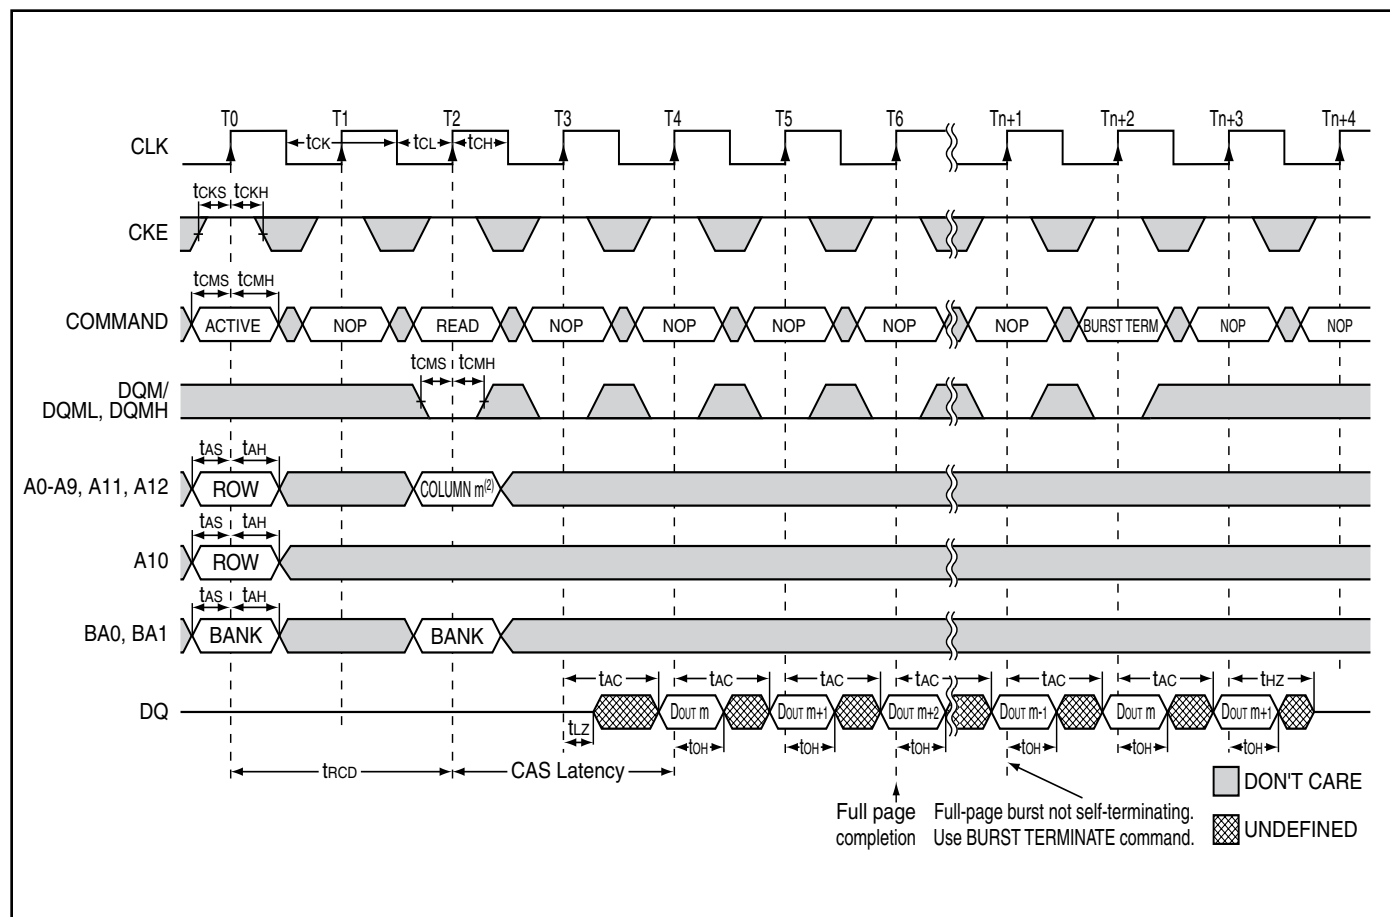 T0 T1 T2 T3 T4 T5 T6 Tn+1 Tn+2 Tn+3 Tn+4
CLK tCK tCL tCH
tCKS tCKH
CKE
tCMS tCMH
COMMAND ACTIVE NOP READ NOP NOP NOP NOP NOP BURST TERM NOP NOP
tCMS tCMH
DQM/
DQML, DQMH
tAS tAH
A0-A9, A11, A12 ROW COLUMN m(2)
tAS tAH
A10 ROW
tAS tAH
BA0, BA1 BANK BANK
tAC tAC tAC tAC tAC tAC tHZ
DQ DOUT m DOUT m+1 DOUT m+2 DOUT m-1 DOUT m DOUT m+1
tLZ tOH tOH tOH tOH tOH tOH
tRCD CAS Latency
DON'T CARE
Full page Full-page burst not self-terminating.
completion Use BURST TERMINATE command.
UNDEFINED